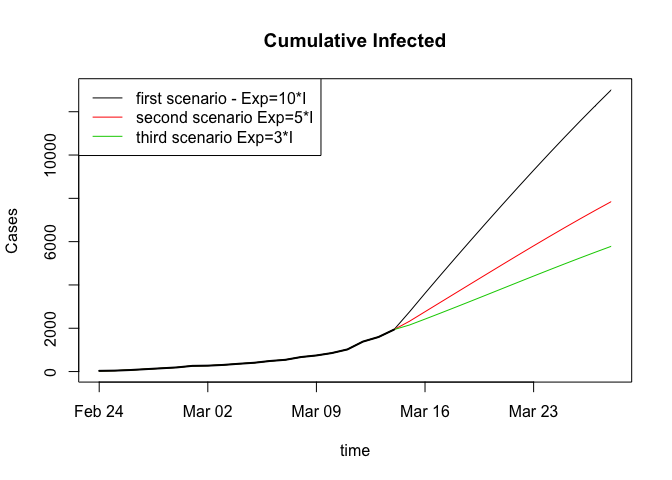 Cumulative Infected
first scenario - Exp=10*I
second scenario Exp=5*I
third scenario Exp=3*I
Cases
10000
6000
2000
0
Feb 24
Mar 02
Mar 09
Mar 16
Mar 23
time